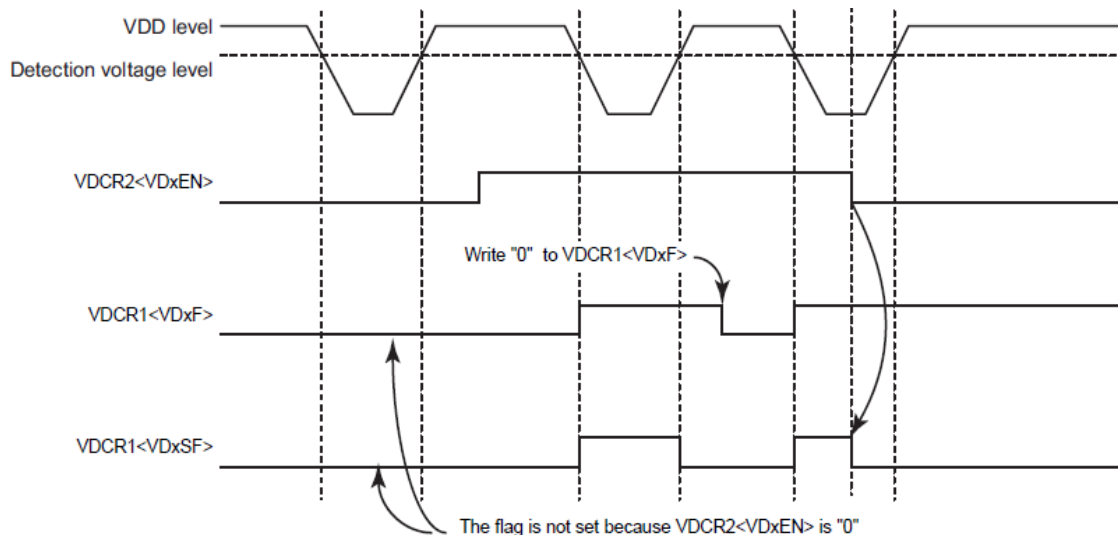 VDD level
Detection voltage level
VDCR2<VDxEN>
Write "0" to VDCR1<VDxF>
VDCR1<VDxF>
VDCR1<VDxSF>
The flag is not set because VDCR2<VDxEN> is "0"